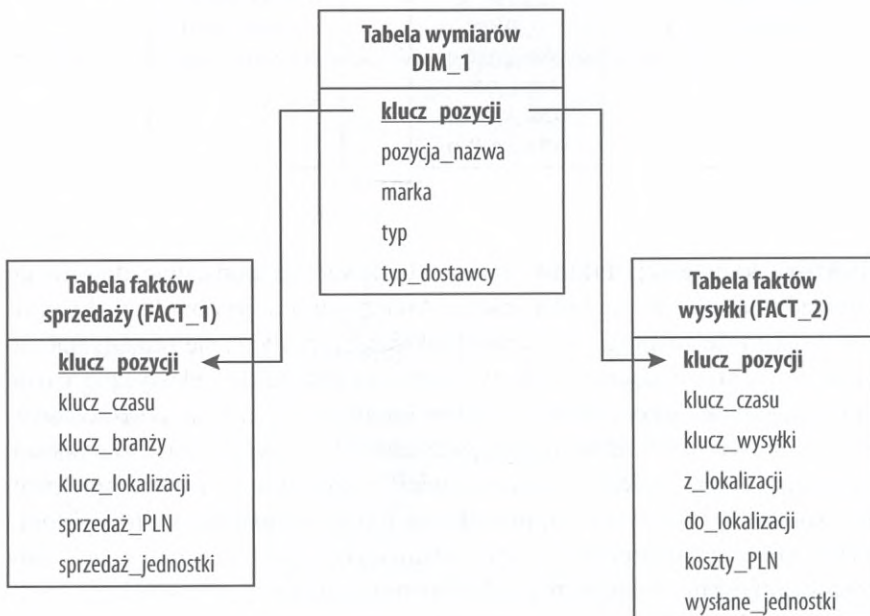 Tabela wymiarów
DIM_1
klucz_pozycji
pozycja_nazwa
marka
typ
typ_dostawcy
Tabela faktów
sprzedaży (FACT_1)
klucz_pozycji
klucz_czasu
klucz_branży
klucz_lokalizacji
sprzedaż_PLN
sprzedaż_jednostki
Tabela faktów
wysyłki (FACT_2)
klucz_pozycji
klucz_czasu
klucz_wysyłki
z_lokalizacji
do_lokalizacji
koszty_PLN
wysłane_jednostki